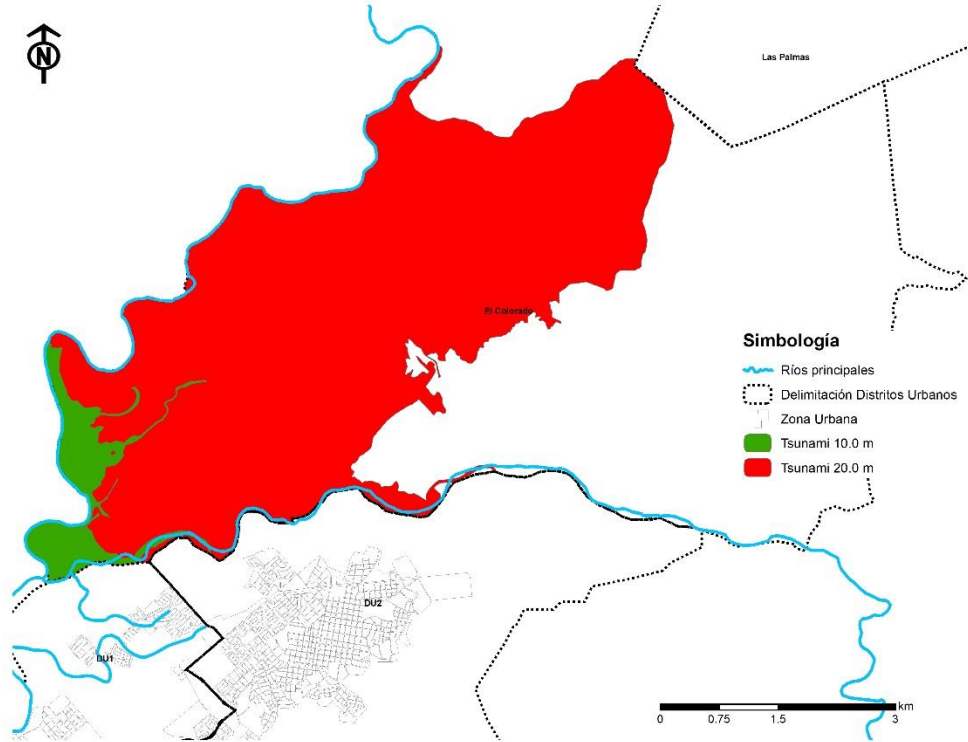 N
Las Palmas
El Colorado
Simbología
Ríos principales
Delimitación Distritos Urbanos
Zona Urbana
Tsunami 10.0 m
Tsunami 20.0 m
DU2
DU1
km
0 0.75 1.5 3